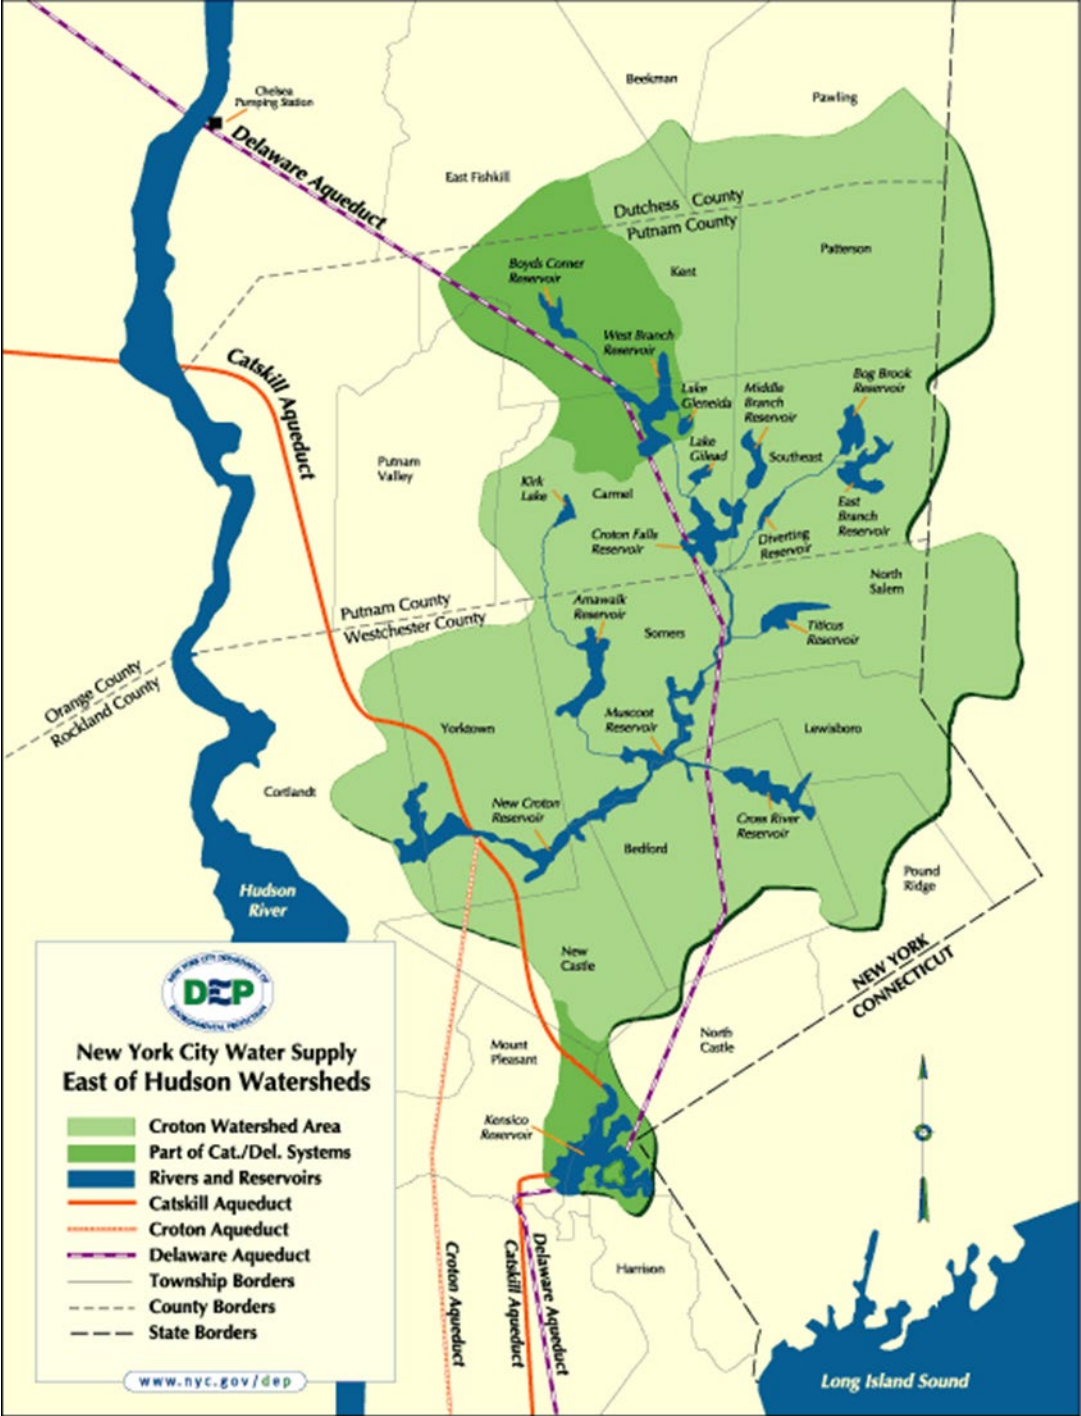 Beekman
Pawling
Chelsea
Pumping Station
Delaware Aqueduct
East Fishkill
Dutchess County
Putnam County
Patterson
Kent
Boyds Corner
Reservoir
West Branch
Reservoir
Catskill Aqueduct
Lake
Gleneida
Middle
Branch
Reservoir
Bog Brook
Reservoir
Lake
Gilead
Southeast
Putnam
Valley
Kirk
Lake
Carmel
East
Branch
Reservoir
Croton Falls
Reservoir
Diverting
Reservoir
North
Salem
Putnam County
Westchester County
Amawalk
Reservoir
Somers
Titicus
Reservoir
Orange County
Rockland County
Muscoot
Reservoir
Yorktown
Lewisboro
Cortlandt
New Croton
Reservoir
Cross River
Reservoir
Bedford
Pound
Ridge
Hudson
River
New
Castle
NEW YORK
CONNECTICUT
North
Castle
Mount
Pleasant
Kensico
Reservoir
Harrison
Croton Aqueduct
Catskill Aqueduct
Delaware Aqueduct
Long Island Sound
NEW YORK CITY DEPARTMENT OF
DEP
ENVIRONMENTAL PROTECTION
New York City Water Supply
East of Hudson Watersheds
Croton Watershed Area
Part of Cat./Del. Systems
Rivers and Reservoirs
Catskill Aqueduct
Croton Aqueduct
Delaware Aqueduct
Township Borders
County Borders
State Borders
www.nyc.gov/dep